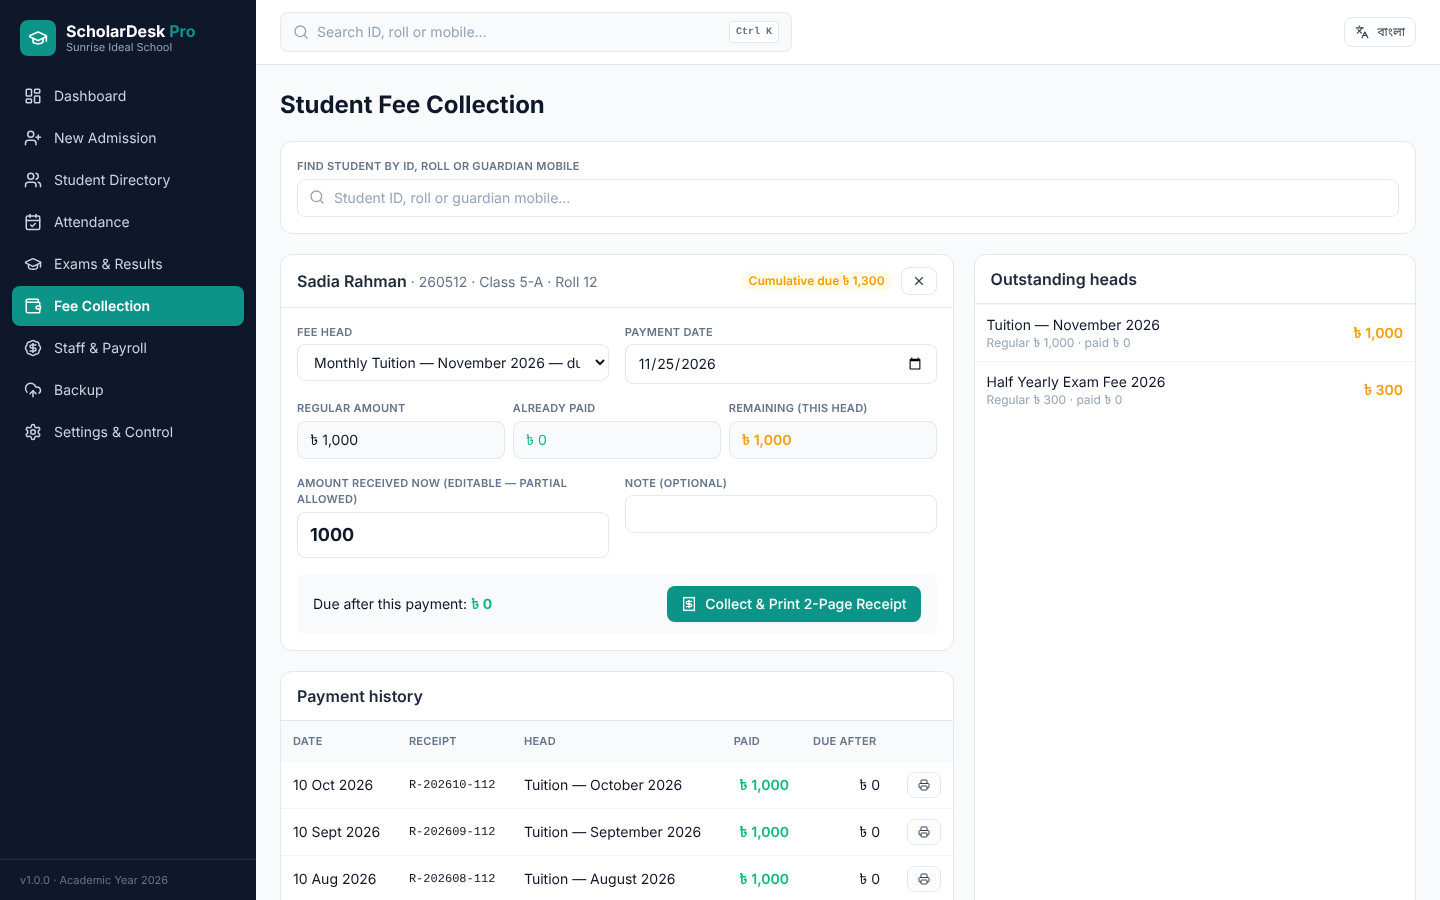 ScholarDesk Pro
Sunrise Ideal School
Dashboard
New Admission
Student Directory
Attendance
Exams & Results
Fee Collection
Staff & Payroll
Backup
Settings & Control
v1.0.0 · Academic Year 2026
Search ID, roll or mobile...
Ctrl K
বাংলা
Student Fee Collection
FIND STUDENT BY ID, ROLL OR GUARDIAN MOBILE
Student ID, roll or guardian mobile...
Sadia Rahman · 260512 · Class 5-A · Roll 12
Cumulative due ৳ 1,300
FEE HEAD
PAYMENT DATE
Monthly Tuition — November 2026 — du
11/25/2026
REGULAR AMOUNT
ALREADY PAID
REMAINING (THIS HEAD)
৳ 1,000
৳ 0
৳ 1,000
AMOUNT RECEIVED NOW (EDITABLE — PARTIAL
ALLOWED)
NOTE (OPTIONAL)
1000
Due after this payment: ৳ 0
Collect & Print 2-Page Receipt
Payment history
DATE RECEIPT HEAD PAID DUE AFTER
10 Oct 2026 R-202610-112 Tuition — October 2026 ৳ 1,000 ৳ 0
10 Sept 2026 R-202609-112 Tuition — September 2026 ৳ 1,000 ৳ 0
10 Aug 2026 R-202608-112 Tuition — August 2026 ৳ 1,000 ৳ 0
Outstanding heads
Tuition — November 2026
Regular ৳ 1,000 · paid ৳ 0
৳ 1,000
Half Yearly Exam Fee 2026
Regular ৳ 300 · paid ৳ 0
৳ 300